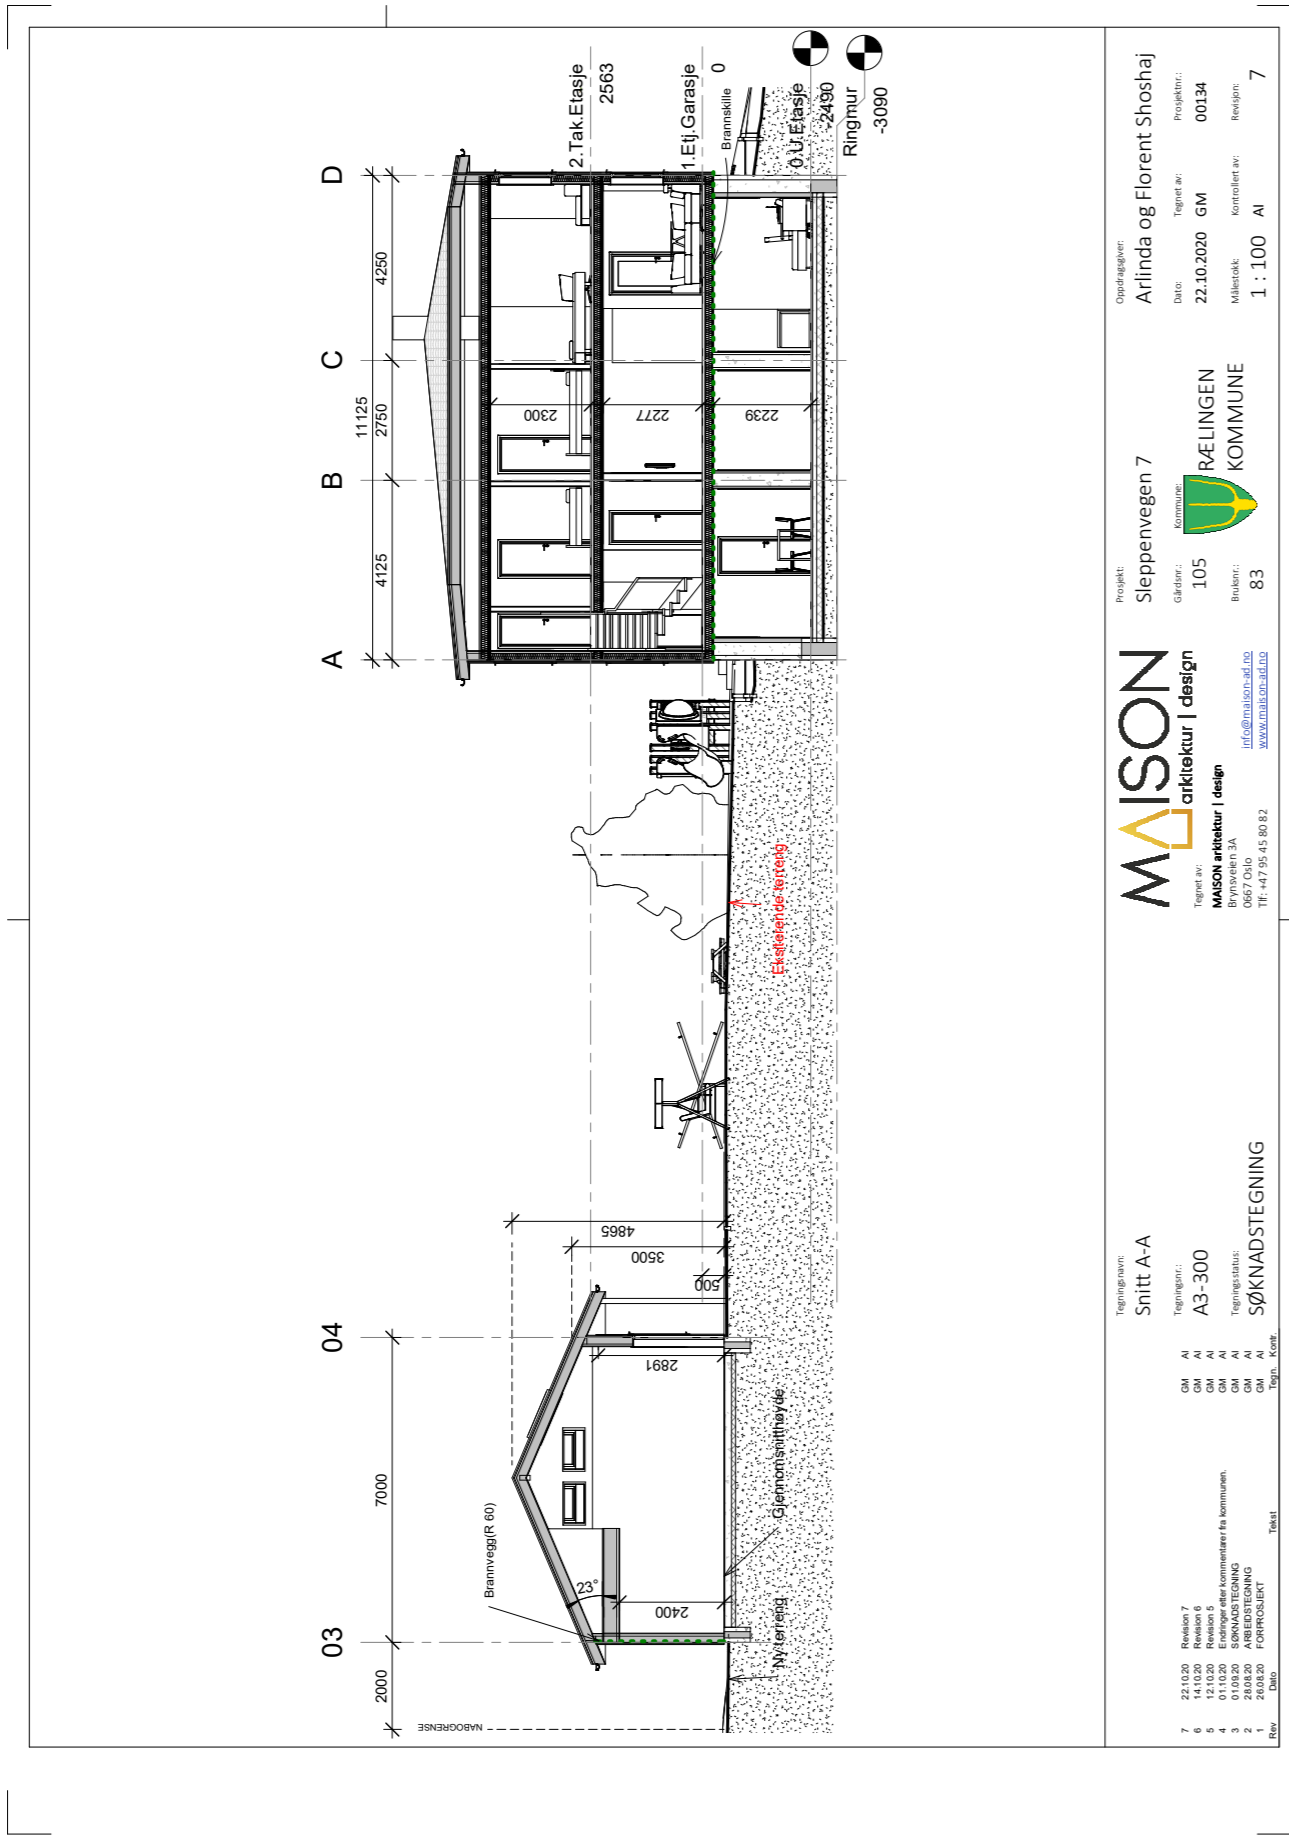 A
B
C
D
11125
4125
2750
4250
2.Tak.Etasje
2563
1.Etj.Garasje
0
Brannskille
0.U.Etasje
-2490
Ringmur
-3090
2300
2277
2239
Eksiterende terreng
03
04
2000
7000
NABOGRENSE
Brannvegg(R 60)
23°
2400
2891
500
3500
4865
Ny terreng
Gjennomsnitthøyde
7 22.10.20 Revision 7 GM AI
6 14.10.20 Revision 6 GM AI
5 12.10.20 Revision 5 GM AI
4 01.10.20 Endringer etter kommentarer fra kommunen. GM AI
3 01.09.20 SØKNADSTEGNING GM AI
2 28.08.20 ARBEIDSTEGNING GM AI
1 26.08.20 FORPROSJEKT GM AI
Rev Dato Tekst Tegn. Kontr.
Tegningsnavn:
Snitt A-A
Tegningsnr.:
A3-300
Tegningsstatus:
SØKNADSTEGNING
MAISON
arkitektur | design
Tegnet av:
MAISON arkitektur | design
Brynsveien 3A
0667 Oslo
Tlf: +47 95 45 80 82
info@maison-ad.no
www.maison-ad.no
Prosjekt:
Sleppenvegen 7
Gårdsnr.:
105
Bruksnr.:
83
Kommune:
RÆLINGEN
KOMMUNE
Oppdragsgiver:
Arlinda og Florent Shoshaj
Dato: Tegnet av: Prosjektnr.:
22.10.2020 GM 00134
Målestokk: Kontrollert av: Revisjon:
1 : 100 AI 7